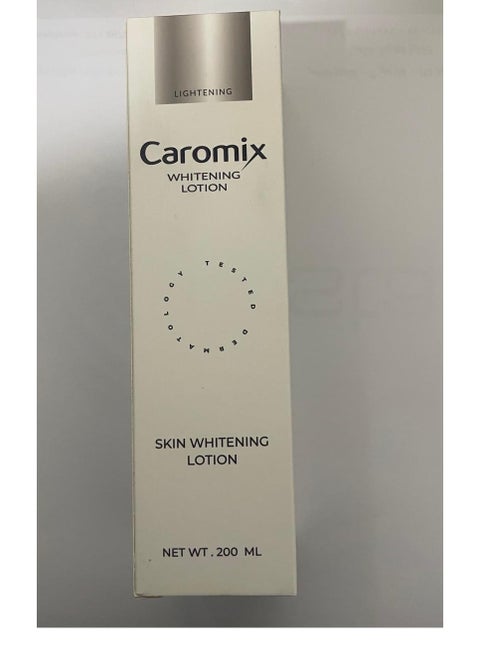 LIGHTENING
Caromix
WHITENING
LOTION
TESTED DERMATOLOGY
SKIN WHITENING
LOTION
NET WT . 200 ML